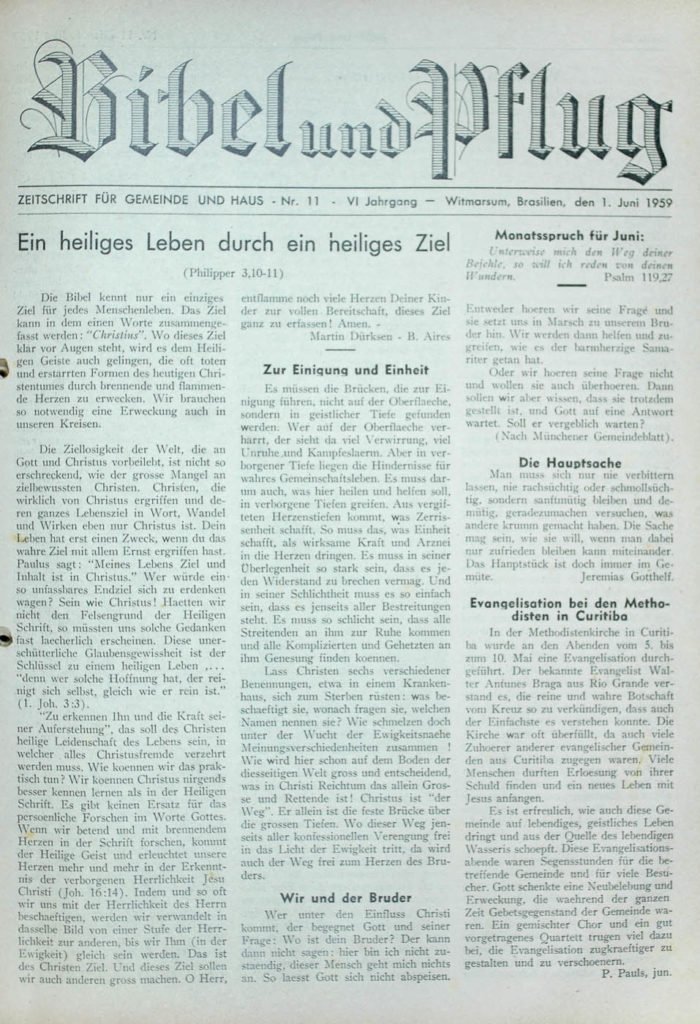 Bibel und Pflug
ZEITSCHRIFT FÜR GEMEINDE UND HAUS - Nr. 11 - VI Jahrgang — Witmarsum, Brasilien, den 1. Juni 1959
Ein heiliges Leben durch ein heiliges Ziel
(Philipper 3,10-11)
Die Bibel kennt nur ein einziges
Ziel für jedes Menschenleben. Das Ziel
kann in dem einen Worte zusammenge-
fasst werden: "Christius". Wo dieses Ziel
klar vor Augen steht, wird es dem Heili-
gen Geiste auch gelingen, die oft toten
und erstarrten Formen des heutigen Chri-
stentumes durch brennende und flammen-
de Herzen zu erwecken. Wir brauchen
so notwendig eine Erweckung auch in
unseren Kreisen.
Die Ziellosigkeit der Welt, die an
Gott und Christus vorbeilebt, ist nicht so
erschreckend, wie der grosse Mangel an
zielbewussten Christen. Christen, die
wirklich von Christus ergriffen und de-
ren ganzes Lebensziel in Wort, Wandel
und Wirken eben nur Christus ist. Dein
Leben hat erst einen Zweck, wenn du das
wahre Ziel mit allem Ernst ergriffen hast.
Paulus sagt: "Meines Lebens Ziel und
Inhalt ist in Christus." Wer würde ein
so unfassbares Endziel sich zu erdenken
wagen? Sein wie Christus! Haetten wir
nicht den Felsengrund der Heiligen
Schrift, so müssten uns solche Gedanken
fast laecherlich erscheinen. Diese uner-
schütterliche Glaubensgewissheit ist der
Schlüssel zu einem heiligen Leben ,...
"denn wer solche Hoffnung hat, der rei-
nigt sich selbst, gleich wie er rein ist."
(1. Joh. 3:3).
"Zu erkennen Ihn und die Kraft sei-
ner Auferstehung", das soll des Christen
heilige Leidenschaft des Lebens sein, in
welcher alles Christusfremde verzehrt
werden muss. Wie koennen wir das prak-
tisch tun? Wir koennen Christus nirgends
besser kennen lernen als in der Heiligen
Schrift. Es gibt keinen Ersatz für das
persoenliche Forschen im Worte Gottes.
Wenn wir betend und mit brennendem
Herzen in der Schrift forschen, kommt
der Heilige Geist und erleuchtet unsere
Herzen mehr und mehr in der Erkennt-
nis der verborgenen Herrlichkeit Jesu
Christi (Joh. 16:14). Indem und so oft
wir uns mit der Herrlichkeit des Herrn
beschaeftigen, werden wir verwandelt in
dasselbe Bild von einer Stufe der Herr-
lichkeit zur anderen, bis wir Ihm (in der
Ewigkeit) gleich sein werden. Das ist
des Christen Ziel. Und dieses Ziel sollen
wir auch anderen gross machen. O Herr,
entflamme noch viele Herzen Deiner Kin-
der zur vollen Bereitschaft, dieses Ziel
ganz zu erfassen! Amen. -
Martin Dürksen - B. Aires
Zur Einigung und Einheit
Es müssen die Brücken, die zur Ei-
nigung führen, nicht auf der Oberflaeche,
sondern in geistlicher Tiefe gefunden
werden. Wer auf der Oberflaeche ver-
harrt, der sieht da viel Verwirrung, viel
Unruhe und Kampfeslaerm. Aber in ver-
borgener Tiefe liegen die Hindernisse für
wahres Gemeinschaftsleben. Es muss dar-
um auch, was hier heilen und helfen soll,
in verborgene Tiefen greifen. Aus vergif-
teten Herzenstiefen kommt, was Zerris-
senheit schafft. So muss das, was Einheit
schafft, als wirksame Kraft und Arznei
in die Herzen dringen. Es muss in seiner
Überlegenheit so stark sein, dass es je-
den Widerstand zu brechen vermag. Und
in seiner Schlichtheit muss es so einfach
sein, dass es jenseits aller Bestreitungen
steht. Es muss so schlicht sein, dass alle
Streitenden an ihm zur Ruhe kommen
und alle Komplizierten und Gehetzten an
ihm Genesung finden koennen.
Lass Christen sechs verschiedener
Benennungen, etwa in einem Kranken-
haus, sich zum Sterben rüsten: was be-
schaeftigt sie, wonach fragen sie, welchen
Namen nennen sie? Wie schmelzen doch
unter der Wucht der Ewigkeitsnaehe
Meinungsverschiedenheiten zusammen !
Wie wird hier schon auf dem Boden der
diesseitigen Welt gross und entscheidend,
was in Christi Reichtum das allein Gros-
se und Rettende ist! Christus ist "der
Weg". Er allein ist die feste Brücke über
die grossen Tiefen. Wo dieser Weg jen-
seits aller konfessionellen Verengung frei
in das Licht der Ewigkeit tritt, da wird
auch der Weg frei zum Herzen des Bru-
ders.
Wir und der Bruder
Wer unter den Einfluss Christi
kommt, der begegnet Gott und seiner
Frage: Wo ist dein Bruder? Der kann
dann nicht sagen: hier bin ich nicht zu-
staendig, dieser Mensch geht mich nichts
an. So laesst Gott sich nicht abspeisen.
Monatsspruch für Juni:
Unterweise mich den Weg deiner
Befehle, so will ich reden von deinen
Wundern. Psalm 119,27
Entweder hoeren wir seine Frage und
sie setzt uns in Marsch zu unserem Bru-
der hin. Wir werden dann helfen und zu-
greifen, wie es der barmherzige Sama-
riter getan hat.
Oder wir hoeren seine Frage nicht
und wollen sie auch überhoeren. Dann
sollen wir aber wissen, dass sie trotzdem
gestellt ist, und Gott auf eine Antwort
wartet. Soll er vergeblich warten?
(Nach Münchener Gemeindeblatt).
Die Hauptsache
Man muss sich nur nie verbittern
lassen, nie rachsüchtig oder schmollsüch-
tig, sondern sanftmütig bleiben und de-
mütig, geradezumachen versuchen, was
andere krumm gemacht haben. Die Sache
mag sein, wie sie will, wenn man dabei
nur zufrieden bleiben kann miteinander.
Das Hauptstück ist doch immer im Ge-
müte. Jeremias Gotthelf.
Evangelisation bei den Metho-
disten in Curitiba
In der Methodistenkirche in Curiti-
ba wurde an den Abenden vom 5. bis
zum 10. Mai eine Evangelisation durch-
geführt. Der bekannte Evangelist Wal-
ter Antunes Braga aus Rio Grande ver-
stand es, die reine und wahre Botschaft
vom Kreuz so zu verkündigen, dass auch
der Einfachste es verstehen konnte. Die
Kirche war oft überfüllt, da auch viele
Zuhoerer anderer evangelischer Gemein-
den aus Curitiba zugegen waren. Viele
Menschen durften Erloesung von ihrer
Schuld finden und ein neues Leben mit
Jesus anfangen.
Es ist erfreulich, wie auch diese Ge-
meinde auf lebendiges, geistliches Leben
dringt und aus der Quelle des lebendigen
Wasseris schoepft. Diese Evangelisations-
abende waren Segensstunden für die be-
treffende Gemeinde und für viele Besu-
cher. Gott schenkte eine Neubelebung und
Erweckung, die waehrend der ganzen
Zeit Gebetsgegenstand der Gemeinde wa-
ren. Ein gemischter Chor und ein gut
vorgetragenes Quartett trugen viel dazu
bei, die Evangelisation zugkraeftiger zu
gestalten und zu verschoenern.
P. Pauls, jun.